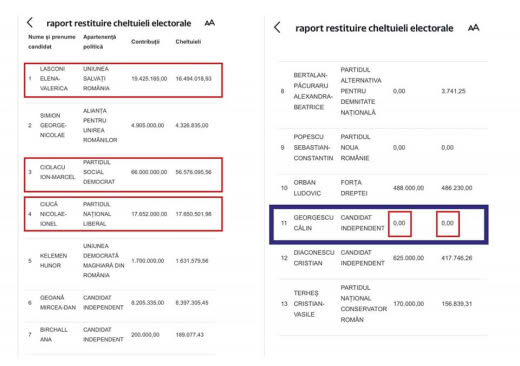 raport restituire cheltuieli electorale AA
Nume și prenume candidat Apartenență politică Contribuții Cheltuieli
1 LASCONI ELENA-VALERICA UNIUNEA SALVAȚI ROMÂNIA 19.425.165,00 16.494.018,93
2 SIMION GEORGE-NICOLAE ALIANȚA PENTRU UNIREA ROMÂNILOR 4.905.000,00 4.326.835,00
3 CIOLACU ION-MARCEL PARTIDUL SOCIAL DEMOCRAT 66.000.000,00 56.576.095,56
4 CIUCĂ NICOLAE-IONEL PARTIDUL NAȚIONAL LIBERAL 17.652.000,00 17.650.501,98
5 KELEMEN HUNOR UNIUNEA DEMOCRATĂ MAGHIARĂ DIN ROMÂNIA 1.700.000,00 1.631.579,56
6 GEOANĂ MIRCEA-DAN CANDIDAT INDEPENDENT 8.205.335,00 8.397.305,45
7 BIRCHALL ANA CANDIDAT INDEPENDENT 200.000,00 169.077,43
raport restituire cheltuieli electorale AA
8 BERTALAN-PĂCURARU ALEXANDRA-BEATRICE PARTIDUL ALTERNATIVA PENTRU DEMNITATE NAȚIONALĂ 0,00 3.741,25
9 POPESCU SEBASTIAN-CONSTANTIN PARTIDUL NOUA ROMÂNIE 0,00 0,00
10 ORBAN LUDOVIC FORȚA DREPTEI 488.000,00 486.230,00
11 GEORGESCU CĂLIN CANDIDAT INDEPENDENT 0,00 0,00
12 DIACONESCU CRISTIAN CANDIDAT INDEPENDENT 625.000,00 417.746,26
13 TERHEȘ CRISTIAN-VASILE PARTIDUL NAȚIONAL CONSERVATOR ROMÂN 170.000,00 156.839,31